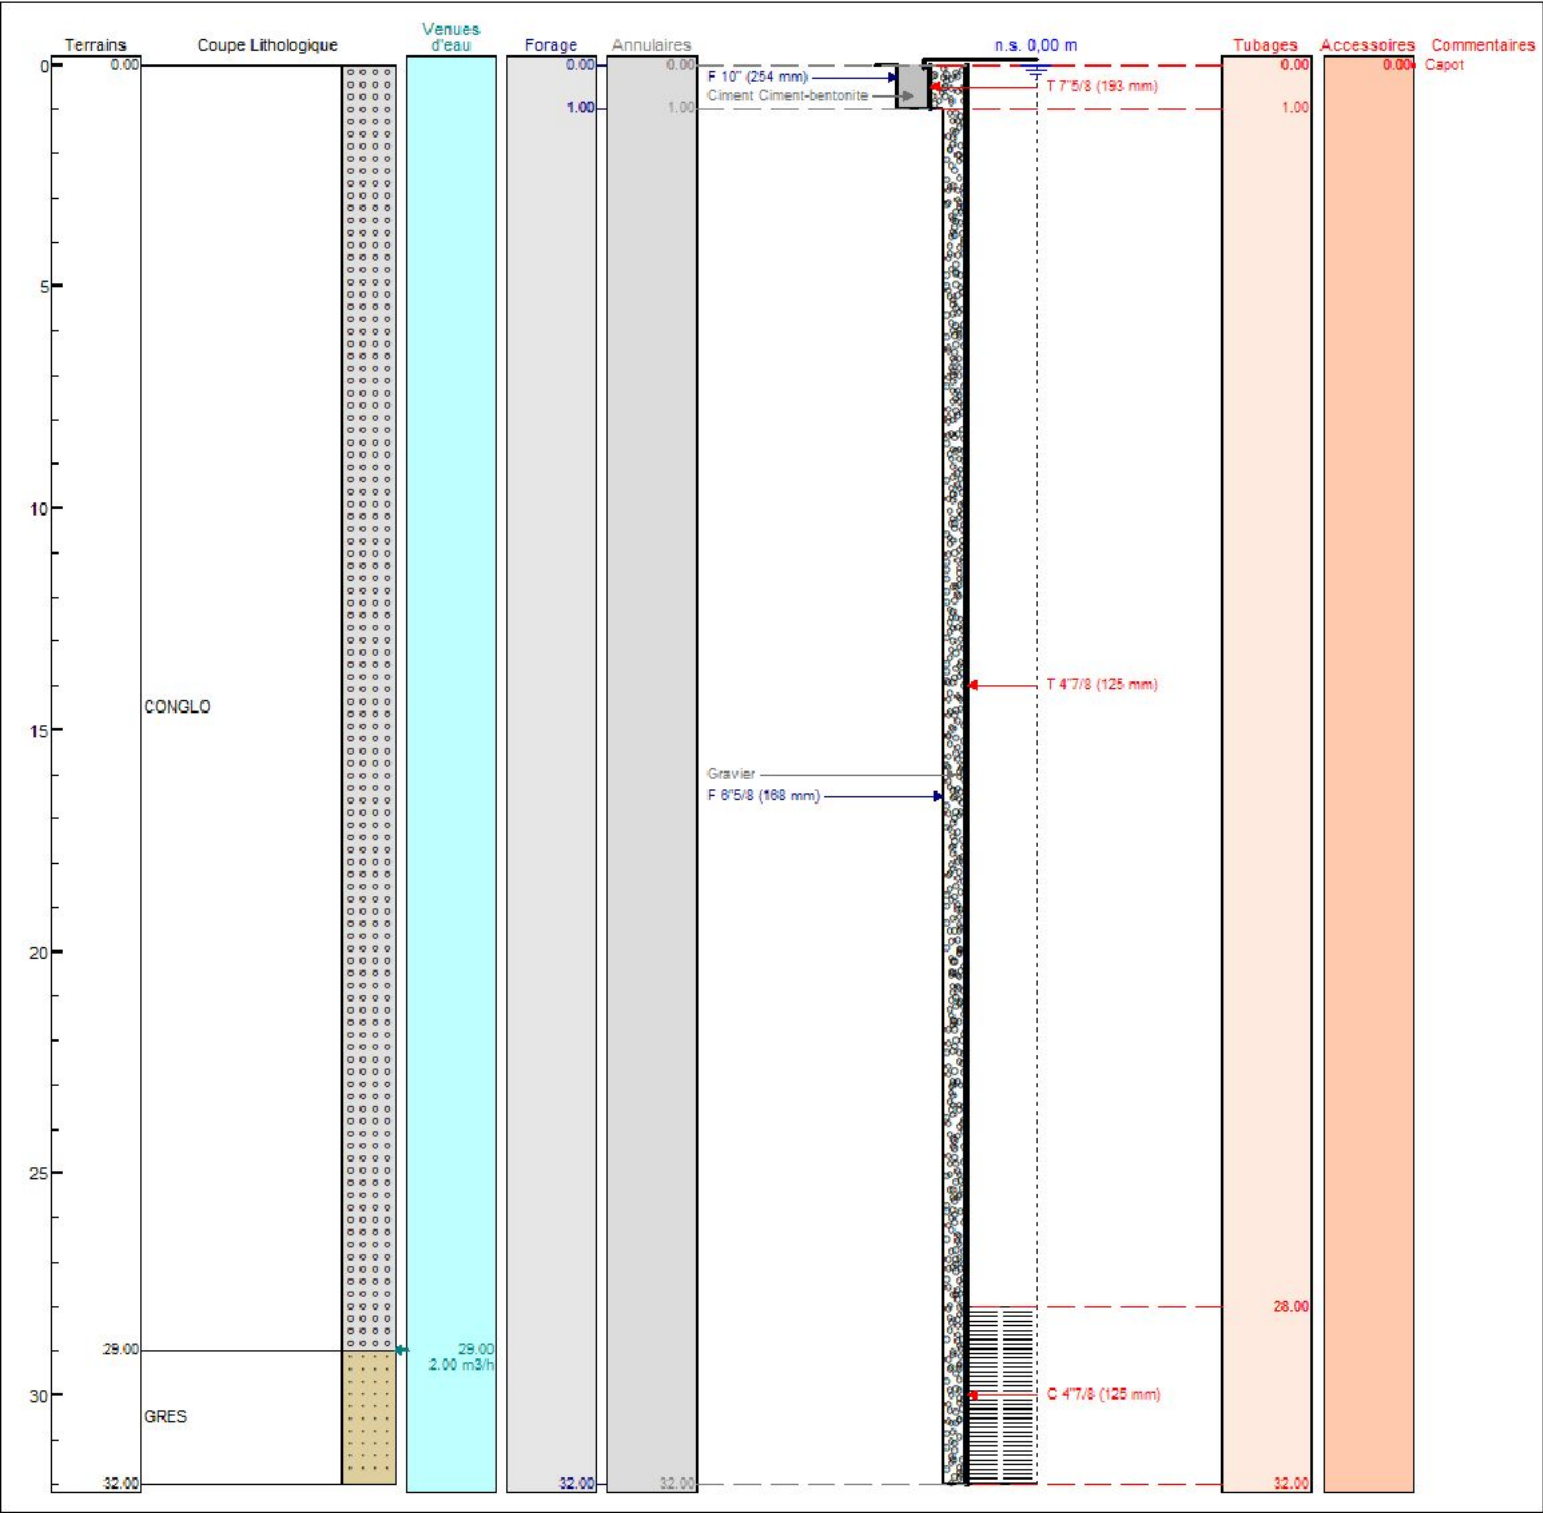 Terrains
Coupe Lithologique
Venues
d'eau
Forage
Annulaires
n.s. 0,00 m
Tubages
Accessoires
Commentaires
0
0.00
0.00
0.00
0.00
0.00
Capot
F 10" (254 mm)
T 7"5/8 (193 mm)
Ciment Ciment-bentonite
1.00
1.00
1.00
5
10
T 4"7/8 (125 mm)
CONGLO
15
Gravier
F 6"5/8 (168 mm)
20
25
28.00
29.00
29.00
2.00 m3/h
30
C 4"7/8 (125 mm)
GRES
32.00
32.00
32.00
32.00